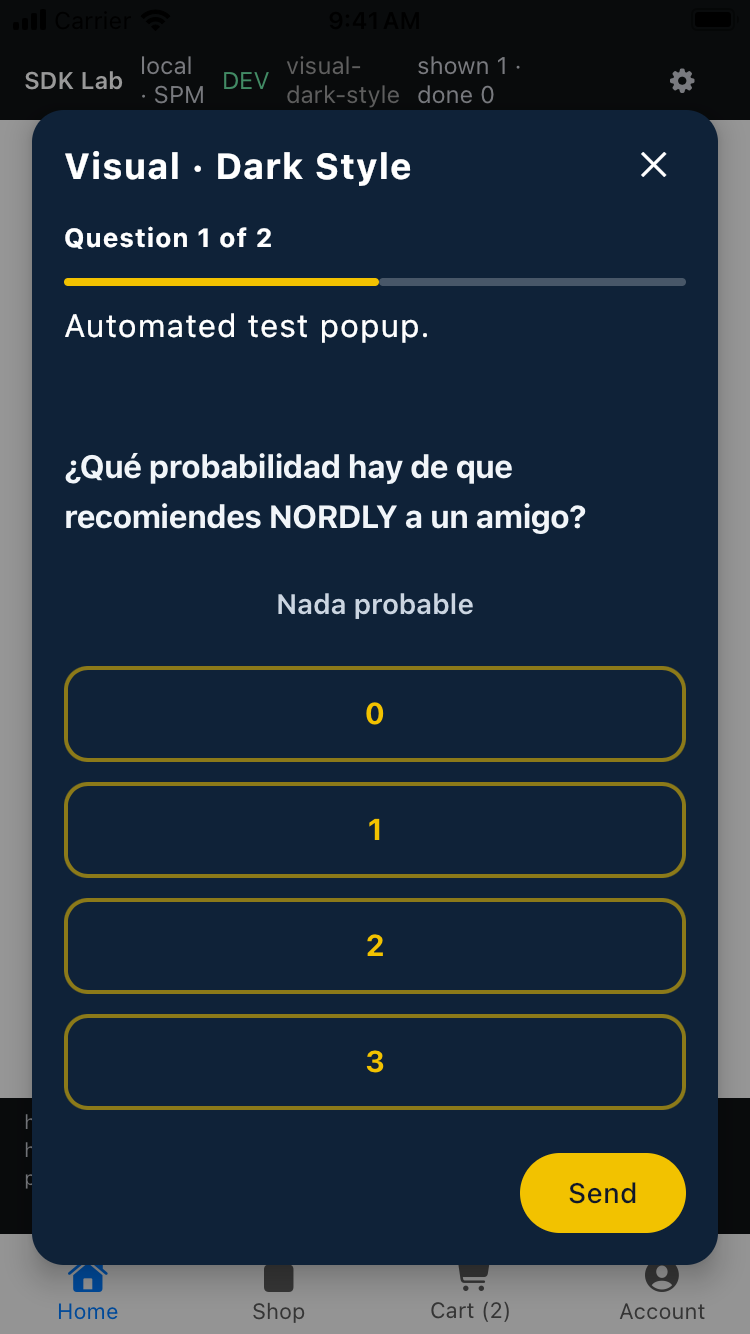 Carrier 9:41 AM
SDK Lab local · SPM DEV visual-dark-style shown 1 · done 0
Visual · Dark Style
Question 1 of 2
Automated test popup.
¿Qué probabilidad hay de que
recomiendes NORDLY a un amigo?
Nada probable
0
1
2
3
Send
Home Shop Cart (2) Account